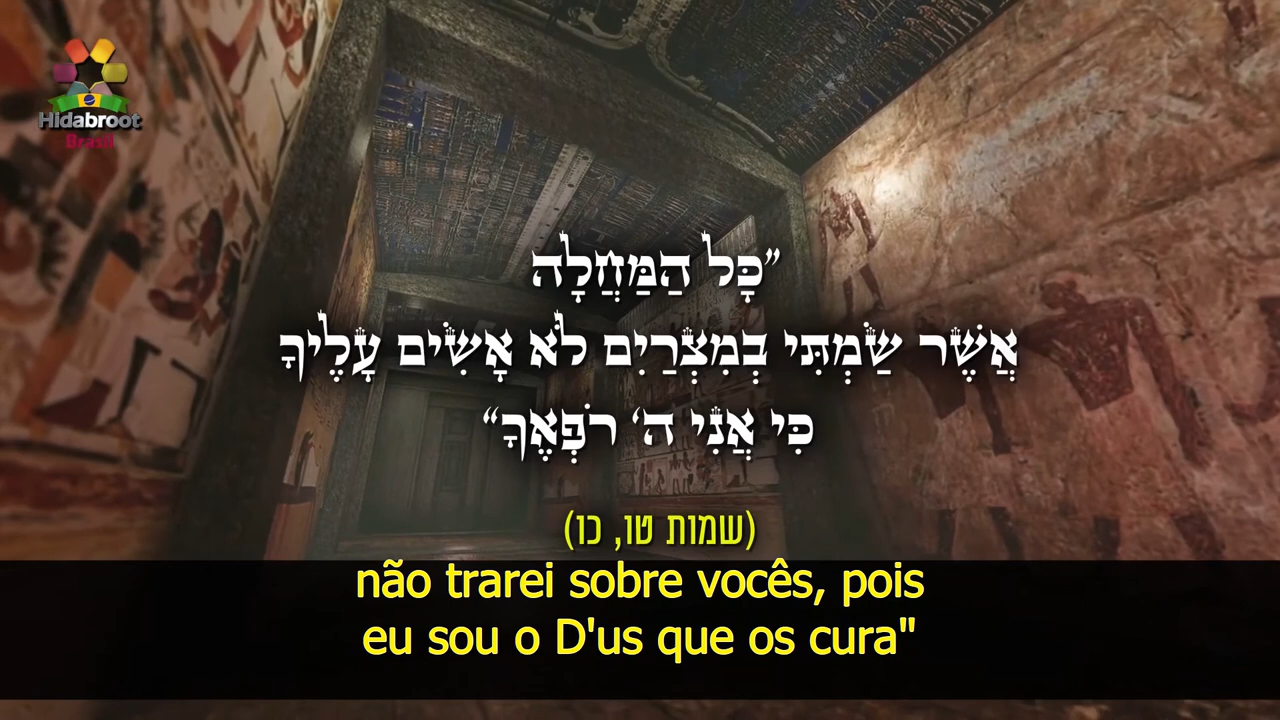 Hidabroot
Brasil
"כָּל הַמַּחֲלָה
אֲשֶׁר שַׂמְתִּי בְמִצְרַיִם לֹא אָשִׂים עָלֶיךָ
כִּי אֲנִי ה' רֹפְאֶךָ"
(שמות טו, כו)
não trarei sobre vocês, pois
eu sou o D'us que os cura"